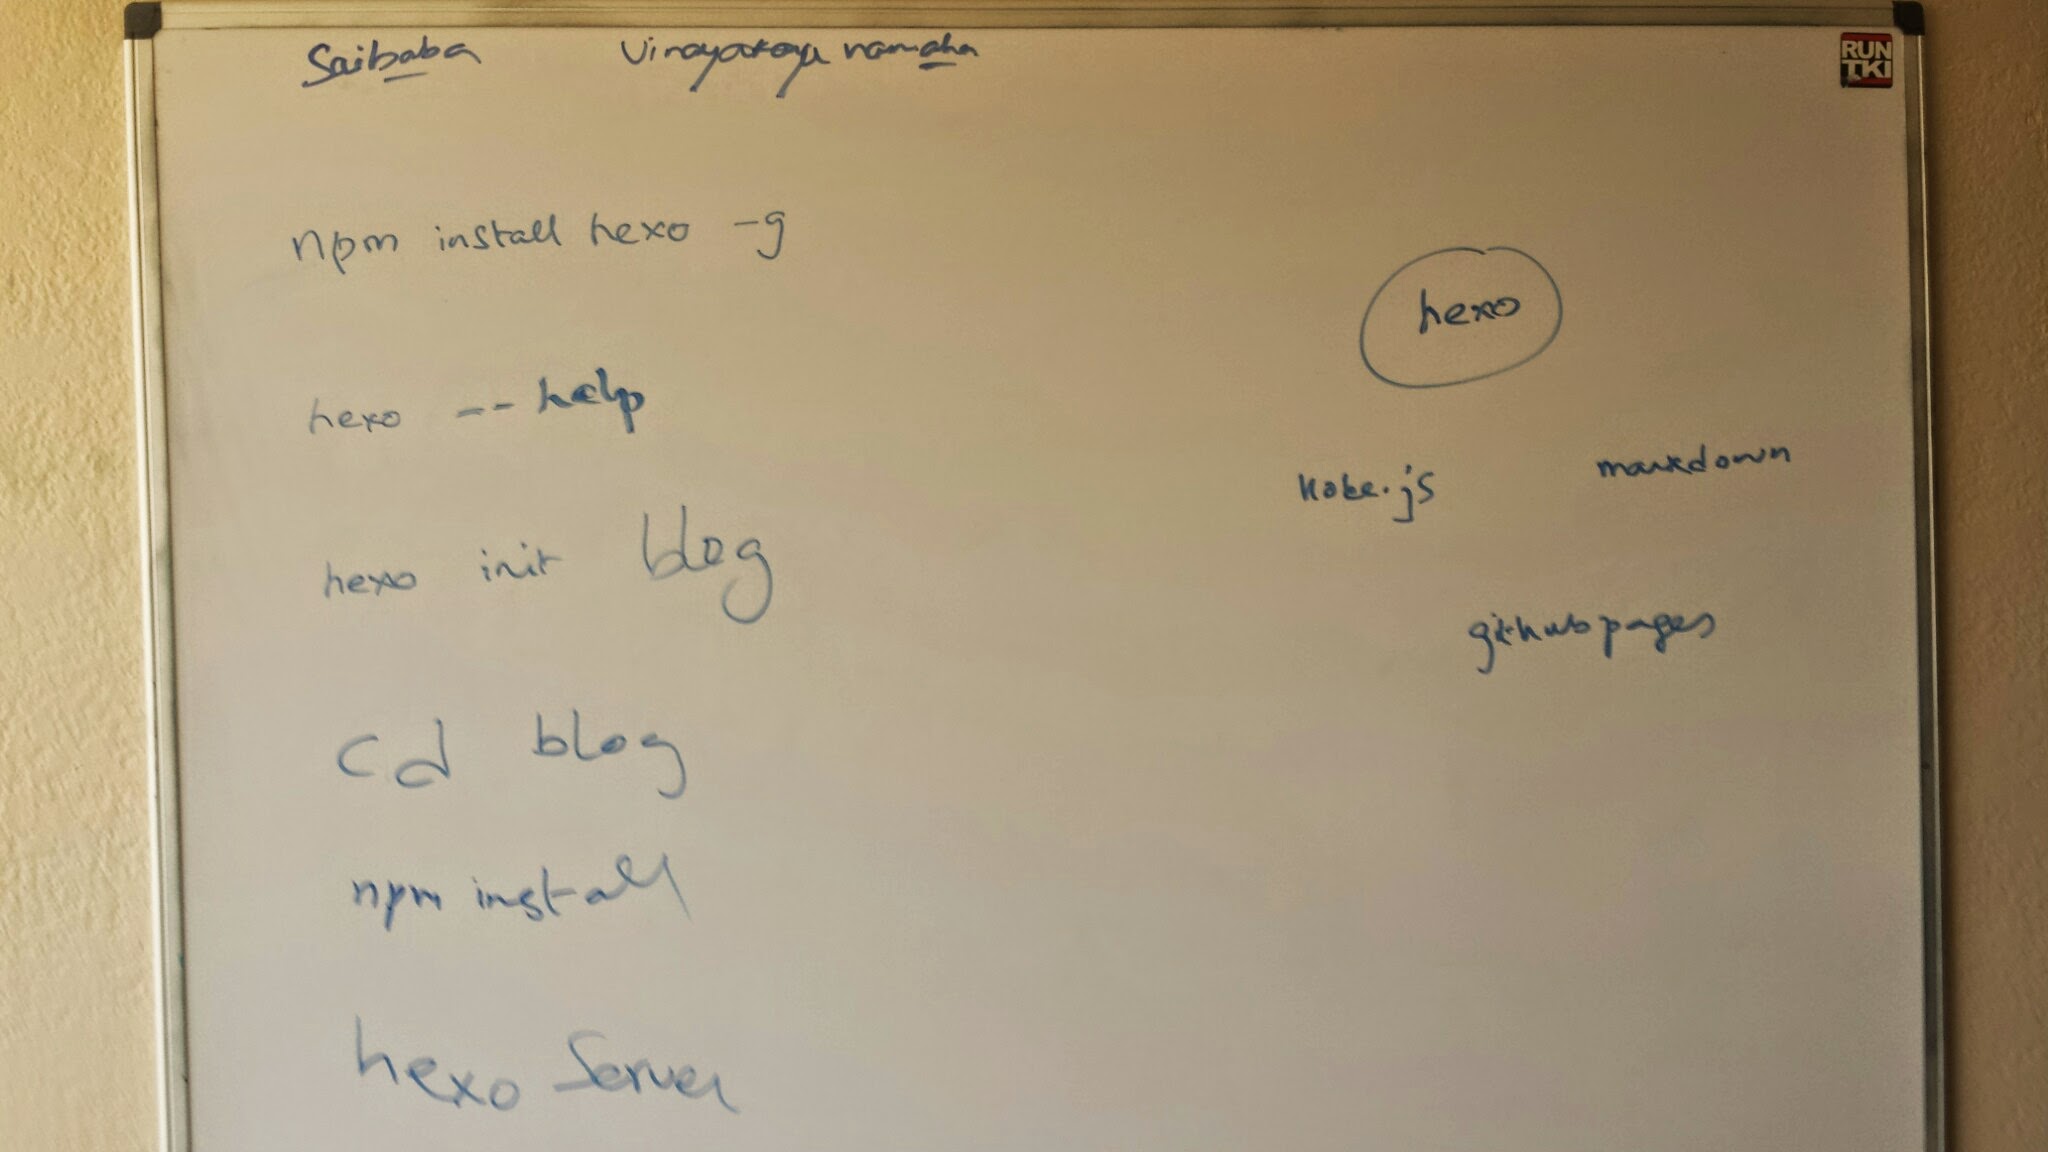 Saibaba Vinayakaya namaha
RUN
TKI
npm install hexo -g
hexo
hexo -- help
node.js markdown
hexo init blog
githubpages
cd blog
npm install
hexo server